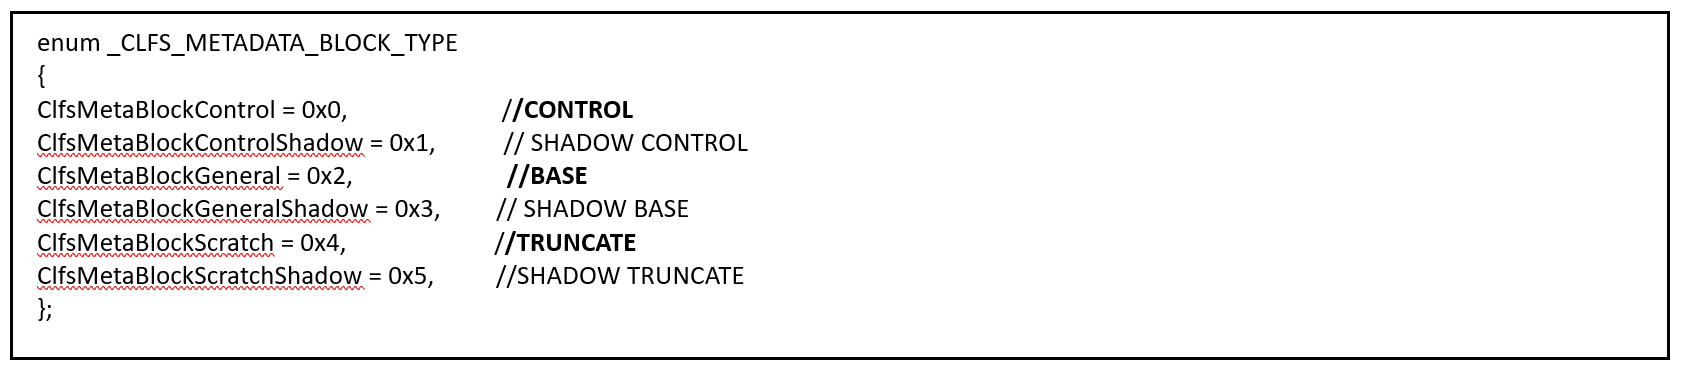 enum _CLFS_METADATA_BLOCK_TYPE
{
ClfsMetaBlockControl = 0x0, //CONTROL
ClfsMetaBlockControlShadow = 0x1, // SHADOW CONTROL
ClfsMetaBlockGeneral = 0x2, //BASE
ClfsMetaBlockGeneralShadow = 0x3, // SHADOW BASE
ClfsMetaBlockScratch = 0x4, //TRUNCATE
ClfsMetaBlockScratchShadow = 0x5, //SHADOW TRUNCATE
};